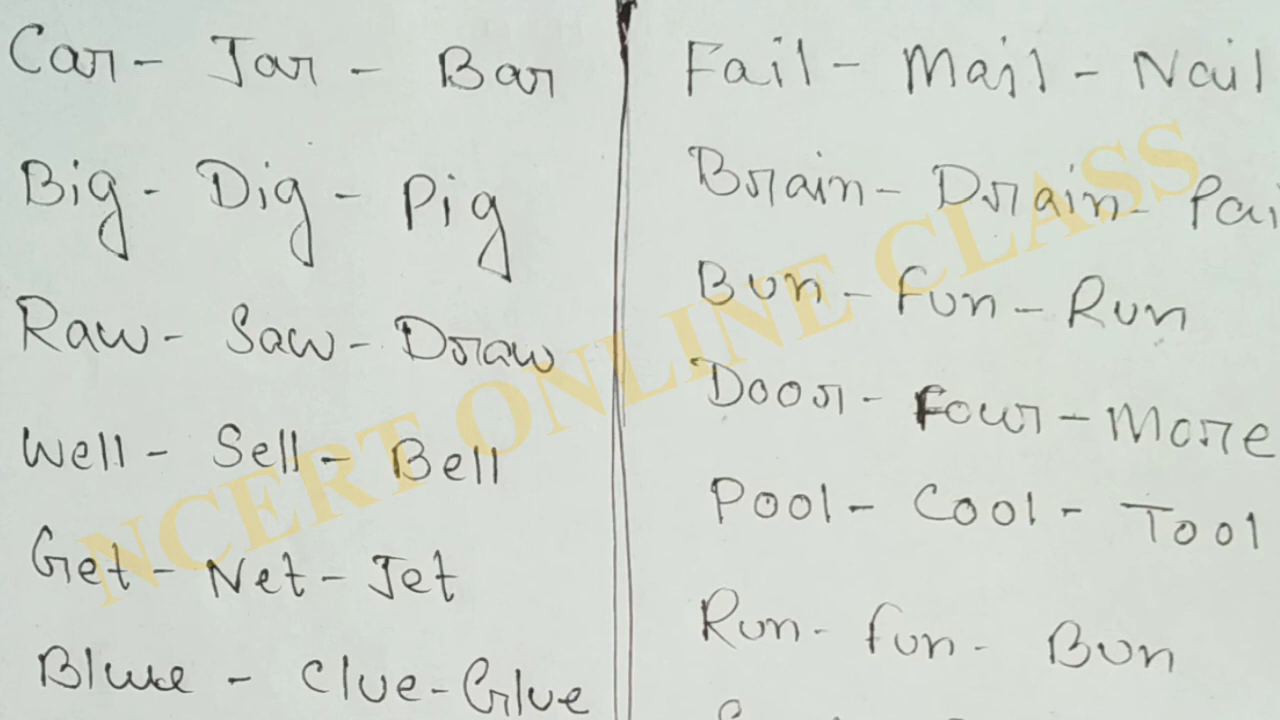 Car - Jar - Bar
Big - Dig - Pig
Raw - Saw - Draw
Well - Sell - Bell
Get - Net - Jet
Blue - Clue - Glue
Fail - Mail - Nail
Brain - Drain - Pai
Bun - Fun - Run
Door - Four - More
Pool - Cool - Tool
Run - Fun - Bun
NCERT ONLINE CLASS